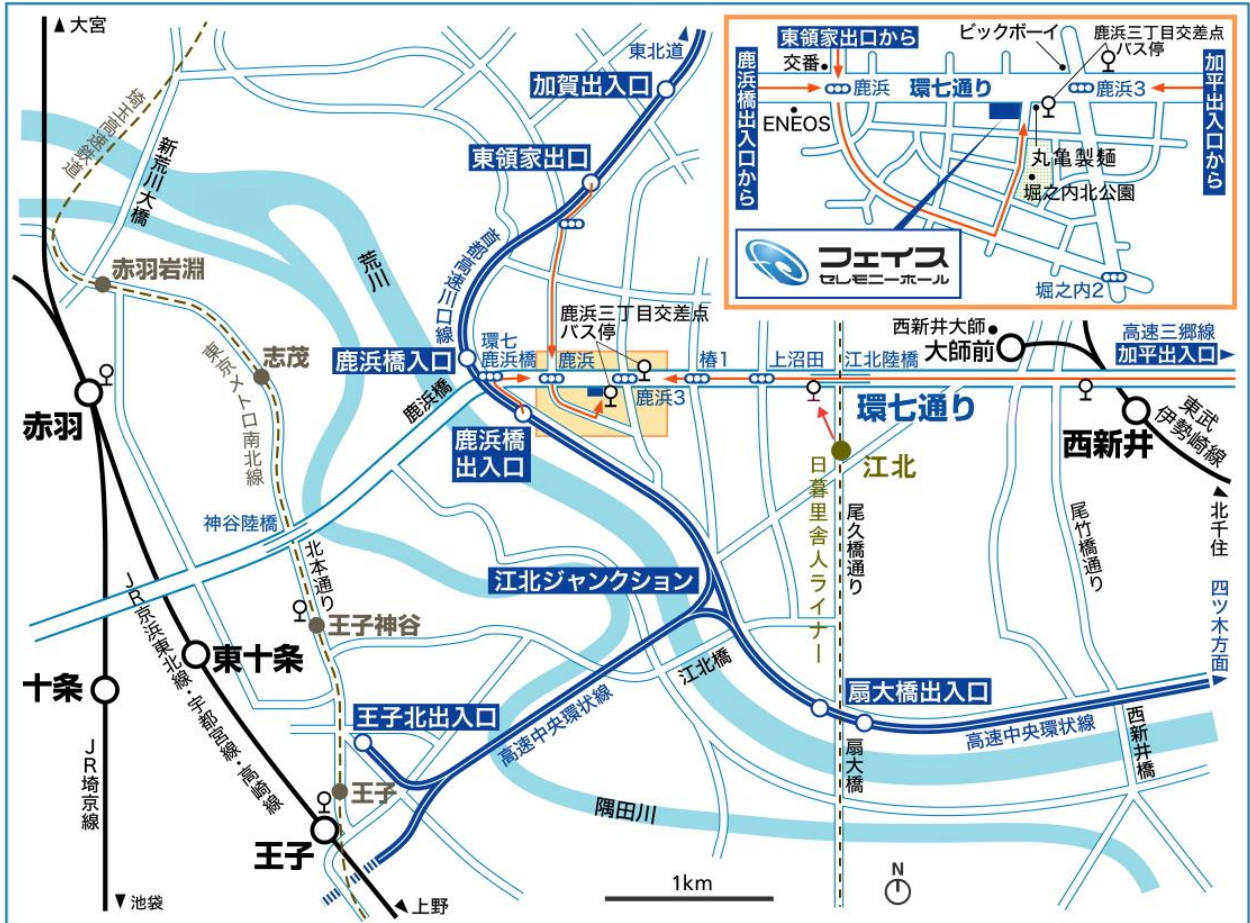 大宮
東北道
加賀出入口
東領家出口
埼玉高速鉄道
新荒川大橋
荒川
首都高速川口線
赤羽岩淵
志茂
東京メトロ南北線
赤羽
鹿浜橋入口
環七
鹿浜橋
鹿浜橋
鹿浜三丁目交差点
バス停
鹿浜
鹿浜3
椿1
上沼田
江北陸橋
鹿浜橋
出入口
環七通り
西新井大師
大師前
高速三郷線
加平出入口
西新井
東武
伊勢崎線
北千住
四ツ木方面
江北
日暮里舎人ライナー
尾久橋通り
尾竹橋通り
神谷陸橋
北本通り
王子神谷
江北ジャンクション
江北橋
JR京浜東北線・宇都宮線・高崎線
東十条
十条
JR埼京線
王子北出入口
高速中央環状線
扇大橋出入口
扇大橋
高速中央環状線
西新井橋
王子
王子
隅田川
池袋
上野
1km
N
東領家出口から
ビックボーイ
鹿浜三丁目交差点
バス停
交番
鹿浜橋出入口から
鹿浜
環七通り
鹿浜3
加平出入口から
ENEOS
丸亀製麺
堀之内北公園
フェイス
セレモニーホール
堀之内2